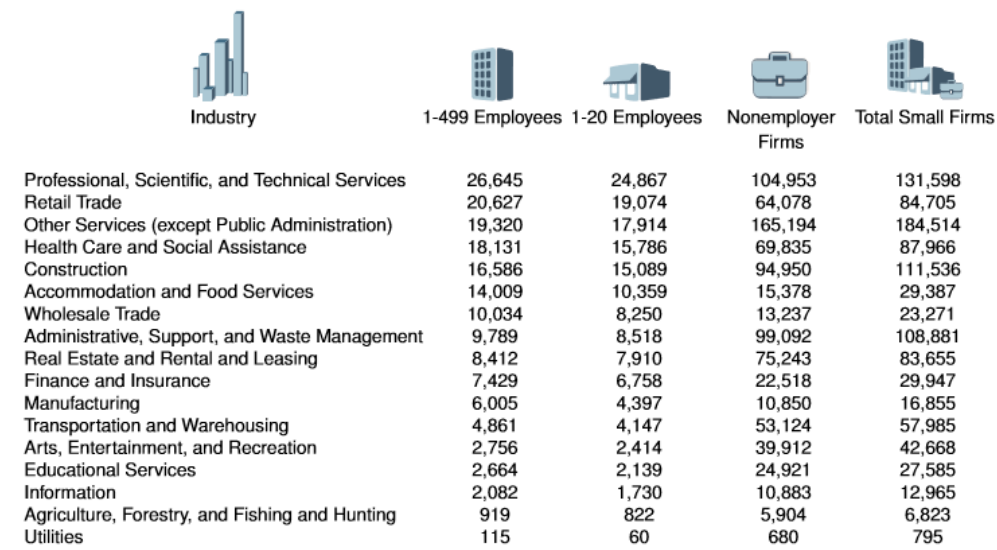 Industry 1-499 Employees 1-20 Employees Nonemployer Total Small Firms
Firms
Professional, Scientific, and Technical Services 26,645 24,867 104,953 131,598
Retail Trade 20,627 19,074 64,078 84,705
Other Services (except Public Administration) 19,320 17,914 165,194 184,514
Health Care and Social Assistance 18,131 15,786 69,835 87,966
Construction 16,586 15,089 94,950 111,536
Accommodation and Food Services 14,009 10,359 15,378 29,387
Wholesale Trade 10,034 8,250 13,237 23,271
Administrative, Support, and Waste Management 9,789 8,518 99,092 108,881
Real Estate and Rental and Leasing 8,412 7,910 75,243 83,655
Finance and Insurance 7,429 6,758 22,518 29,947
Manufacturing 6,005 4,397 10,850 16,855
Transportation and Warehousing 4,861 4,147 53,124 57,985
Arts, Entertainment, and Recreation 2,756 2,414 39,912 42,668
Educational Services 2,664 2,139 24,921 27,585
Information 2,082 1,730 10,883 12,965
Agriculture, Forestry, and Fishing and Hunting 919 822 5,904 6,823
Utilities 115 60 680 795